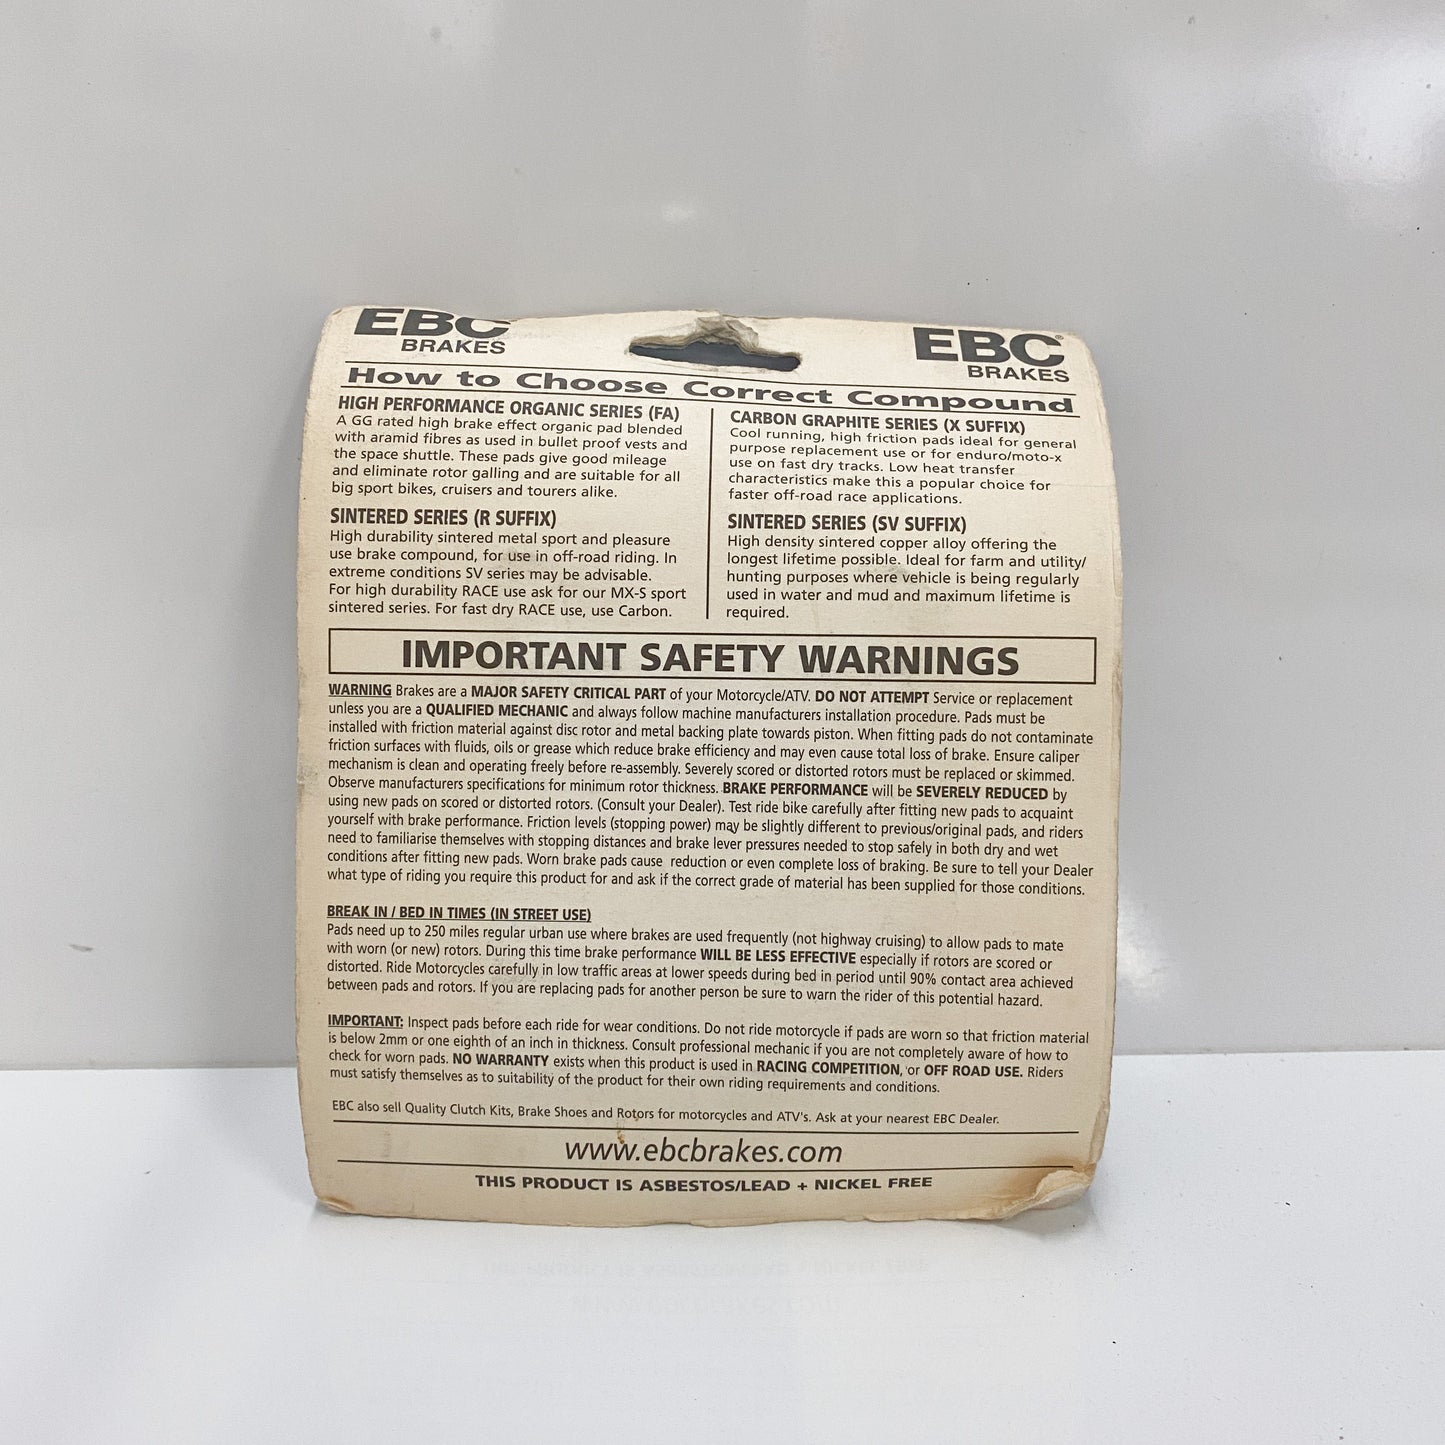 EBC
BRAKES
EBC®
BRAKES
How to Choose Correct Compound
HIGH PERFORMANCE ORGANIC SERIES (FA)
A GG rated high brake effect organic pad blended
with aramid fibres as used in bullet proof vests and
the space shuttle. These pads give good mileage
and eliminate rotor galling and are suitable for all
big sport bikes, cruisers and tourers alike.
SINTERED SERIES (R SUFFIX)
High durability sintered metal sport and pleasure
use brake compound, for use in off-road riding. In
extreme conditions SV series may be advisable.
For high durability RACE use ask for our MX-S sport
sintered series. For fast dry RACE use, use Carbon.
CARBON GRAPHITE SERIES (X SUFFIX)
Cool running, high friction pads ideal for general
purpose replacement use or for enduro/moto-x
use on fast dry tracks. Low heat transfer
characteristics make this a popular choice for
faster off-road race applications.
SINTERED SERIES (SV SUFFIX)
High density sintered copper alloy offering the
longest lifetime possible. Ideal for farm and utility/
hunting purposes where vehicle is being regularly
used in water and mud and maximum lifetime is
required.
IMPORTANT SAFETY WARNINGS
WARNING Brakes are a MAJOR SAFETY CRITICAL PART of your Motorcycle/ATV. DO NOT ATTEMPT Service or replacement
unless you are a QUALIFIED MECHANIC and always follow machine manufacturers installation procedure. Pads must be
installed with friction material against disc rotor and metal backing plate towards piston. When fitting pads do not contaminate
friction surfaces with fluids, oils or grease which reduce brake efficiency and may even cause total loss of brake. Ensure caliper
mechanism is clean and operating freely before re-assembly. Severely scored or distorted rotors must be replaced or skimmed.
Observe manufacturers specifications for minimum rotor thickness. BRAKE PERFORMANCE will be SEVERELY REDUCED by
using new pads on scored or distorted rotors. (Consult your Dealer). Test ride bike carefully after fitting new pads to acquaint
yourself with brake performance. Friction levels (stopping power) may be slightly different to previous/original pads, and riders
need to familiarise themselves with stopping distances and brake lever pressures needed to stop safely in both dry and wet
conditions after fitting new pads. Worn brake pads cause reduction or even complete loss of braking. Be sure to tell your Dealer
what type of riding you require this product for and ask if the correct grade of material has been supplied for those conditions.
BREAK IN / BED IN TIMES (IN STREET USE)
Pads need up to 250 miles regular urban use where brakes are used frequently (not highway cruising) to allow pads to mate
with worn (or new) rotors. During this time brake performance WILL BE LESS EFFECTIVE especially if rotors are scored or
distorted. Ride Motorcycles carefully in low traffic areas at lower speeds during bed in period until 90% contact area achieved
between pads and rotors. If you are replacing pads for another person be sure to warn the rider of this potential hazard.
IMPORTANT: Inspect pads before each ride for wear conditions. Do not ride motorcycle if pads are worn so that friction material
is below 2mm or one eighth of an inch in thickness. Consult professional mechanic if you are not completely aware of how to
check for worn pads. NO WARRANTY exists when this product is used in RACING COMPETITION, or OFF ROAD USE. Riders
must satisfy themselves as to suitability of the product for their own riding requirements and conditions.
EBC also sell Quality Clutch Kits, Brake Shoes and Rotors for motorcycles and ATV's. Ask at your nearest EBC Dealer.
www.ebcbrakes.com
THIS PRODUCT IS ASBESTOS/LEAD + NICKEL FREE